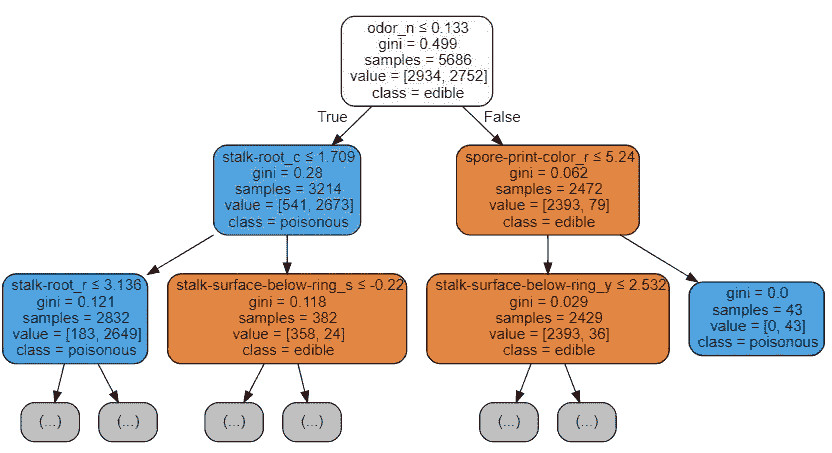 odor_n ≤ 0.133
gini = 0.499
samples = 5686
value = [2934, 2752]
class = edible
True
False
stalk-root_c ≤ 1.709
gini = 0.28
samples = 3214
value = [541, 2673]
class = poisonous
spore-print-color_r ≤ 5.24
gini = 0.062
samples = 2472
value = [2393, 79]
class = edible
stalk-root_r ≤ 3.136
gini = 0.121
samples = 2832
value = [183, 2649]
class = poisonous
stalk-surface-below-ring_s ≤ -0.22
gini = 0.118
samples = 382
value = [358, 24]
class = edible
stalk-surface-below-ring_y ≤ 2.532
gini = 0.029
samples = 2429
value = [2393, 36]
class = edible
gini = 0.0
samples = 43
value = [0, 43]
class = poisonous
(...)
(...)
(...)
(...)
(...)
(...)